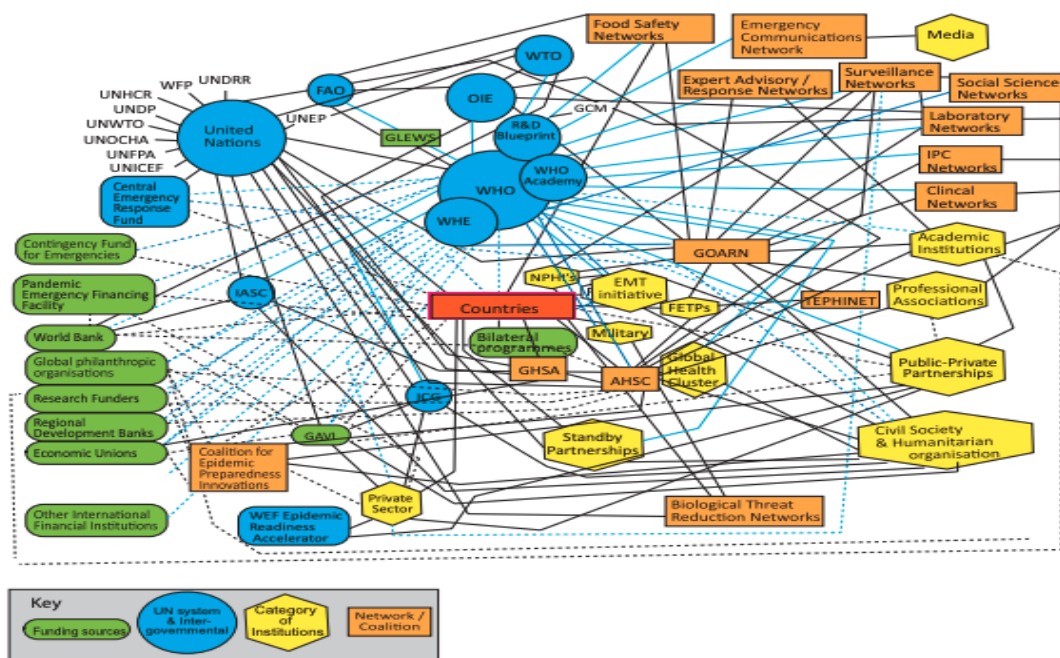 Food Safety
Networks
Emergency
Communications
Network
Media
WTO
UNDRR
WFP
UNHCR
UNDP
UNWTO
UNOCHA
UNFPA
UNICEF
UNEP
United
Nations
FAO
OIE
GLEWS
R&D
Blueprint
GCM
Expert Advisory /
Response Networks
Surveillance
Networks
Social Science
Networks
Laboratory
Networks
IPC
Networks
Clincal
Networks
WHO
WHO
Academy
WHE
Central
Emergency
Response
Fund
Contingency Fund
for Emergencies
Pandemic
Emergency Financing
Facility
World Bank
Global philanthropic
organisations
Research Funders
Regional
Development Banks
Economic Unions
Other International
Financial Institutions
IASC
GOARN
Academic
Institutions
NPHI's
EMT
initiative
FETPs
TEPHINET
Professional
Associations
Countries
Military
Bilateral
programmes
GHSA
AHSC
Global
Health
Cluster
Public-Private
Partnerships
ICG
GAVI
Standby
Partnerships
Civil Society
& Humanitarian
organisation
Coalition for
Epidemic
Preparedness
Innovations
Private
Sector
WEF Epidemic
Readiness
Accelerator
Biological Threat
Reduction Networks
Key
Funding sources
UN system
& Inter-
governmental
Category
of
Institutions
Network /
Coalition